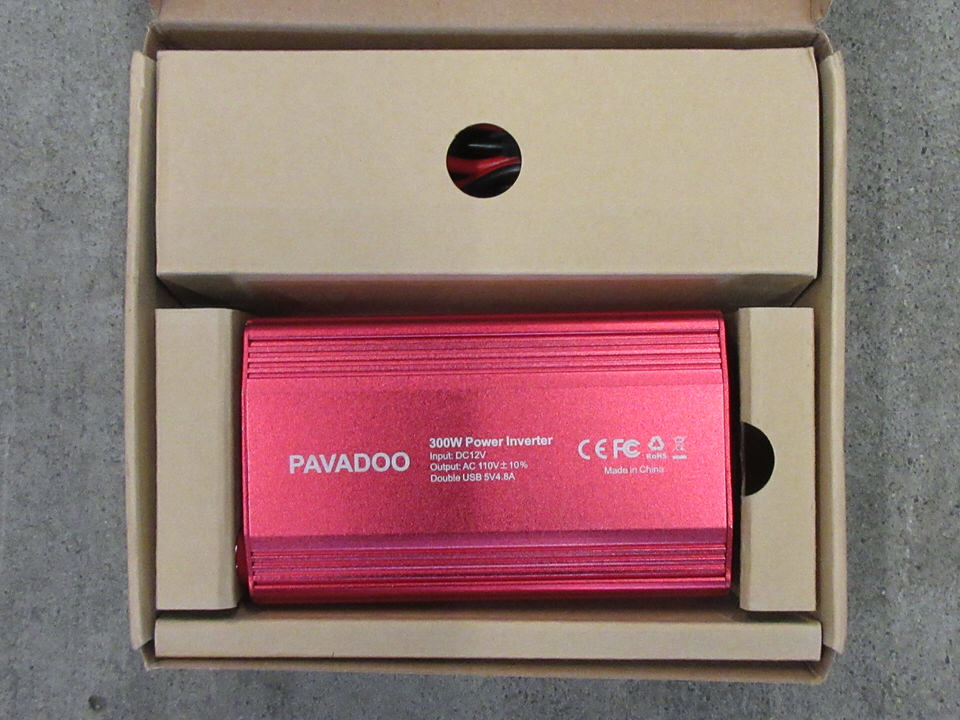 PAVADOO
300W Power Inverter
Input: DC12V
Output: AC 110V±10%
Double USB 5V4.8A
CE FC RoHS
Made in China